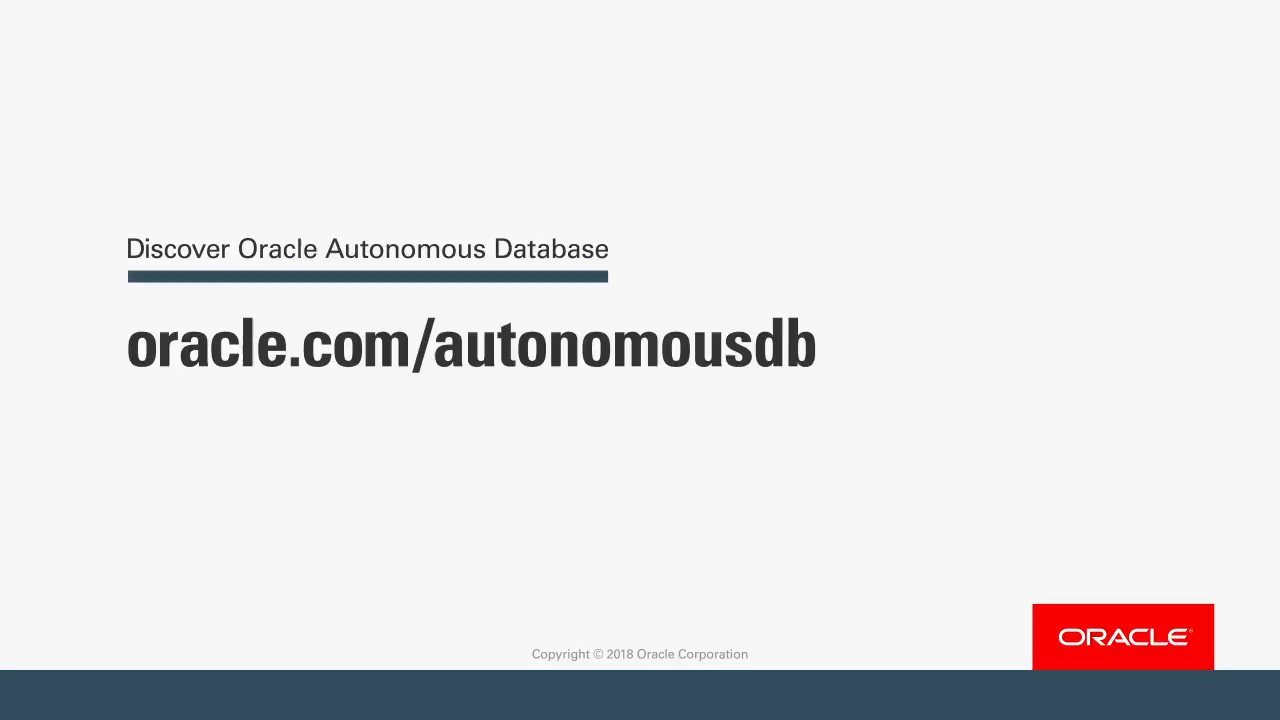 Discover Oracle Autonomous Database
oracle.com/autonomousdb
ORACLE®
Copyright © 2018 Oracle Corporation